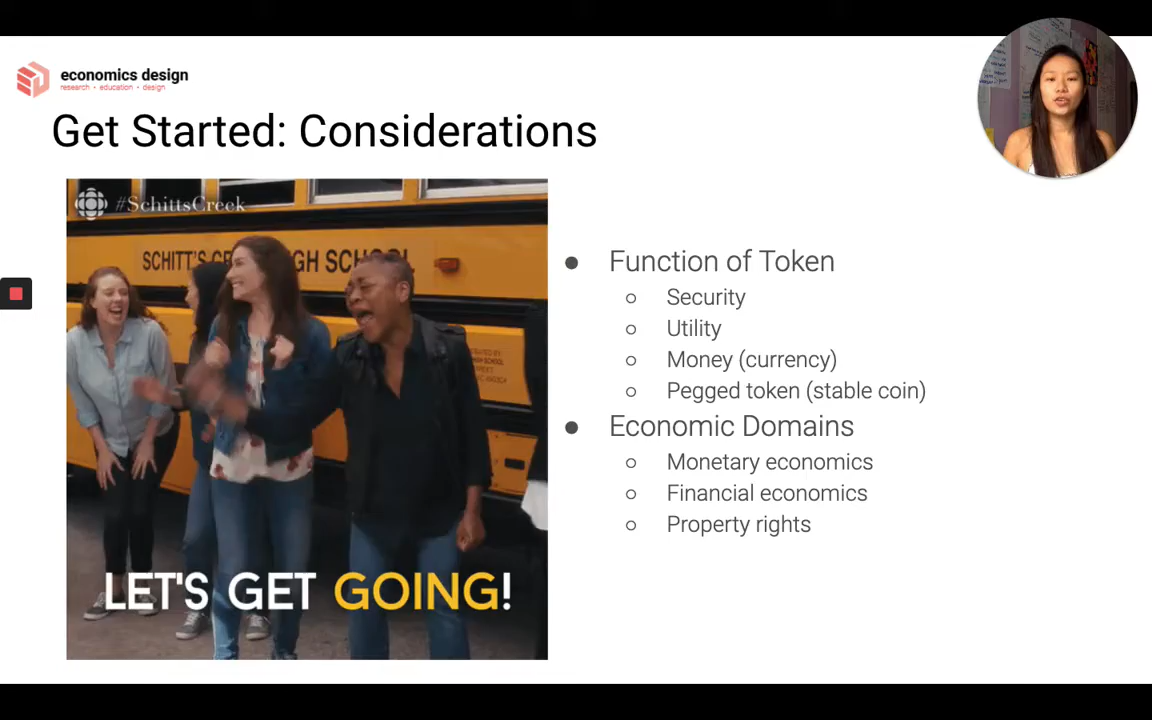 economics design
research • education • design
Get Started: Considerations
#SchittsCreek
SCHITT'S HIGH SCHOOL
LET'S GET GOING!
● Function of Token
○ Security
○ Utility
○ Money (currency)
○ Pegged token (stable coin)
● Economic Domains
○ Monetary economics
○ Financial economics
○ Property rights